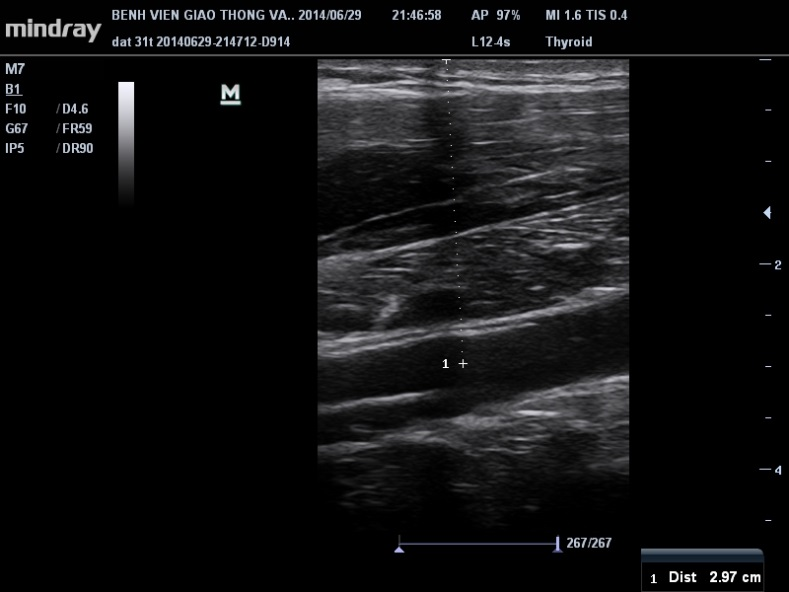 mindray
BENH VIEN GIAO THONG VA.. 2014/06/29 21:46:58 AP 97% MI 1.6 TIS 0.4
dat 31t 20140629-214712-D914 L12-4s Thyroid
M7
B1
F10 / D4.6
G67 / FR59
IP5 / DR90
M
2
1
4
267/267
1 Dist 2.97 cm